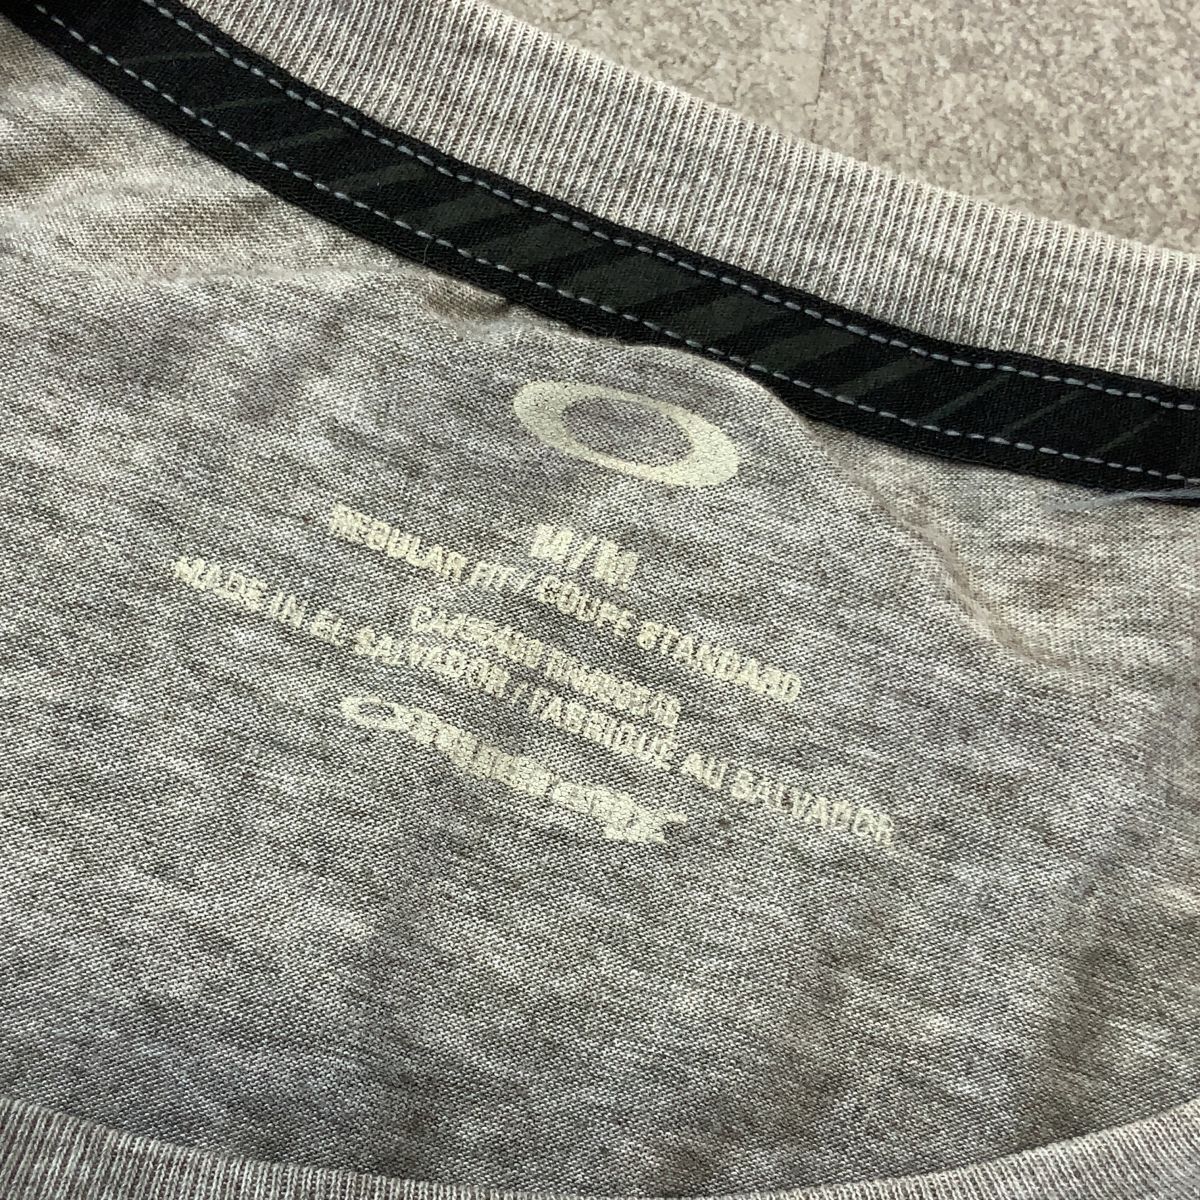 M/M
REGULAR FIT/COUPE STANDARD
MADE IN EL SALVADOR/FABRIQUÉ AU SALVADOR